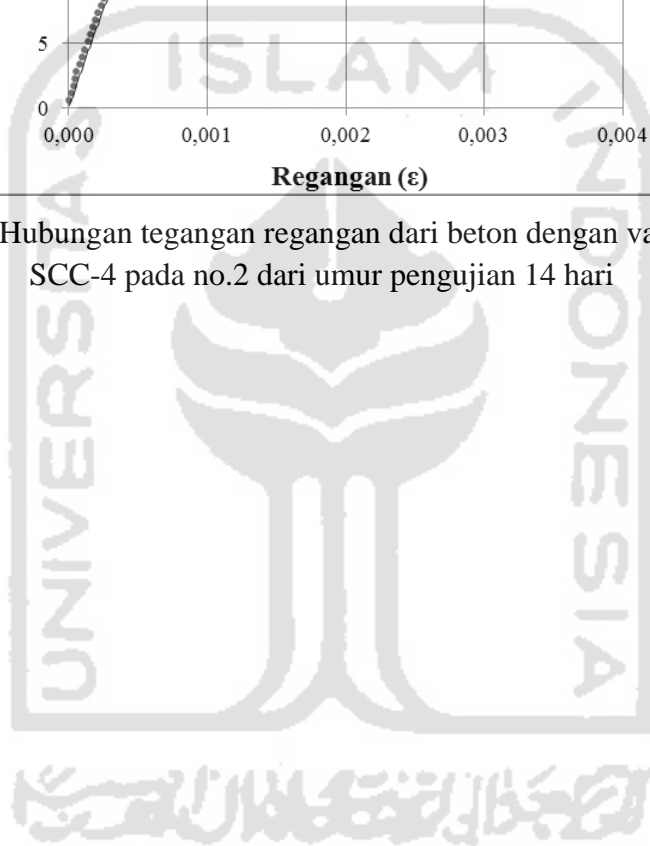 5
0
0,000 0,001 0,002 0,003 0,004
Regangan (ε)
Hubungan tegangan regangan dari beton dengan va
SCC-4 pada no.2 dari umur pengujian 14 hari
ISLAM
UNIVERSITAS
INDONESIA